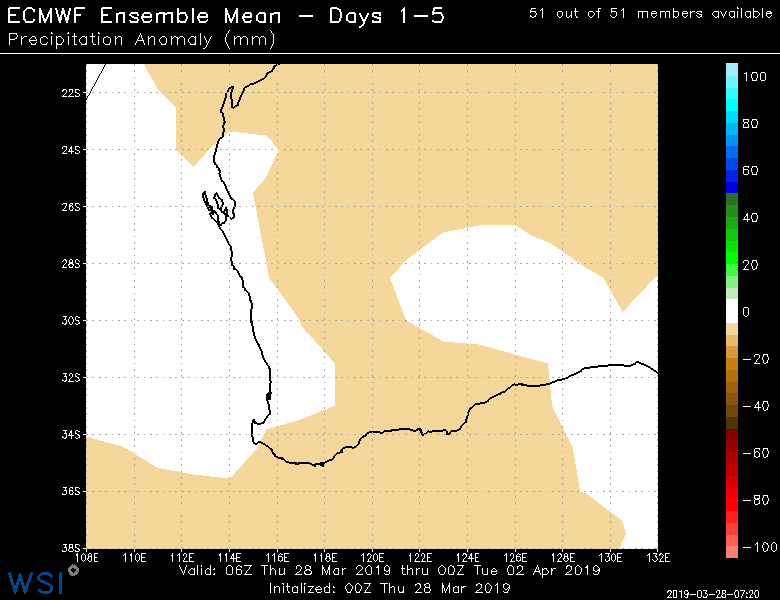 ECMWF Ensemble Mean − Days 1−5
51 out of 51 members available
Precipitation Anomaly (mm)
22S
24S
26S
28S
30S
32S
34S
36S
38S
108E 110E 112E 114E 116E 118E 120E 122E 124E 126E 128E 130E 132E
100
80
60
40
20
0
−20
−40
−60
−80
−100
Valid: 06Z Thu 28 Mar 2019 thru 00Z Tue 02 Apr 2019
Initalized: 00Z Thu 28 Mar 2019
WSI
2019−03−28−07:20